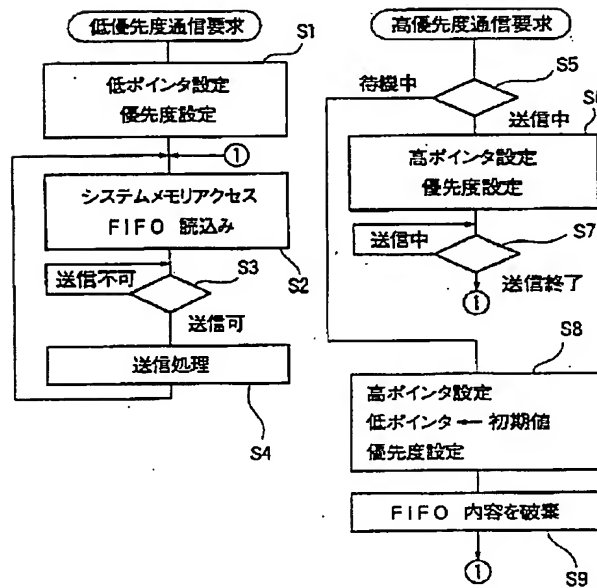 低優先度通信要求
S1
低ポインタ設定
優先度設定
①
システムメモリアクセス
FIFO 読込み
S2
送信不可
S3
送信可
送信処理
S4
高優先度通信要求
待機中
S5
送信中
高ポインタ設定
優先度設定
送信中
S7
送信終了
①
S8
高ポインタ設定
低ポインタ ← 初期値
優先度設定
FIFO 内容を破棄
①
S9